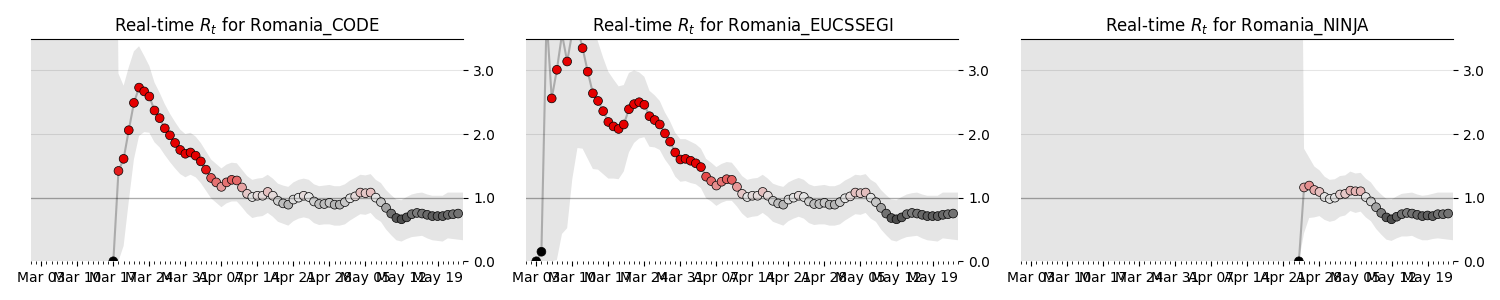 Real-time R_t for Romania_CODE
3.0
2.0
1.0
0.0
Mar 03 Mar 10 Mar 17 Mar 24 Mar 31 Apr 07 Apr 14 Apr 21 Apr 28 May 05 May 12 May 19
Real-time R_t for Romania_EUCSSEGI
3.0
2.0
1.0
0.0
Mar 03 Mar 10 Mar 17 Mar 24 Mar 31 Apr 07 Apr 14 Apr 21 Apr 28 May 05 May 12 May 19
Real-time R_t for Romania_NINJA
3.0
2.0
1.0
0.0
Mar 03 Mar 10 Mar 17 Mar 24 Mar 31 Apr 07 Apr 14 Apr 21 Apr 28 May 05 May 12 May 19